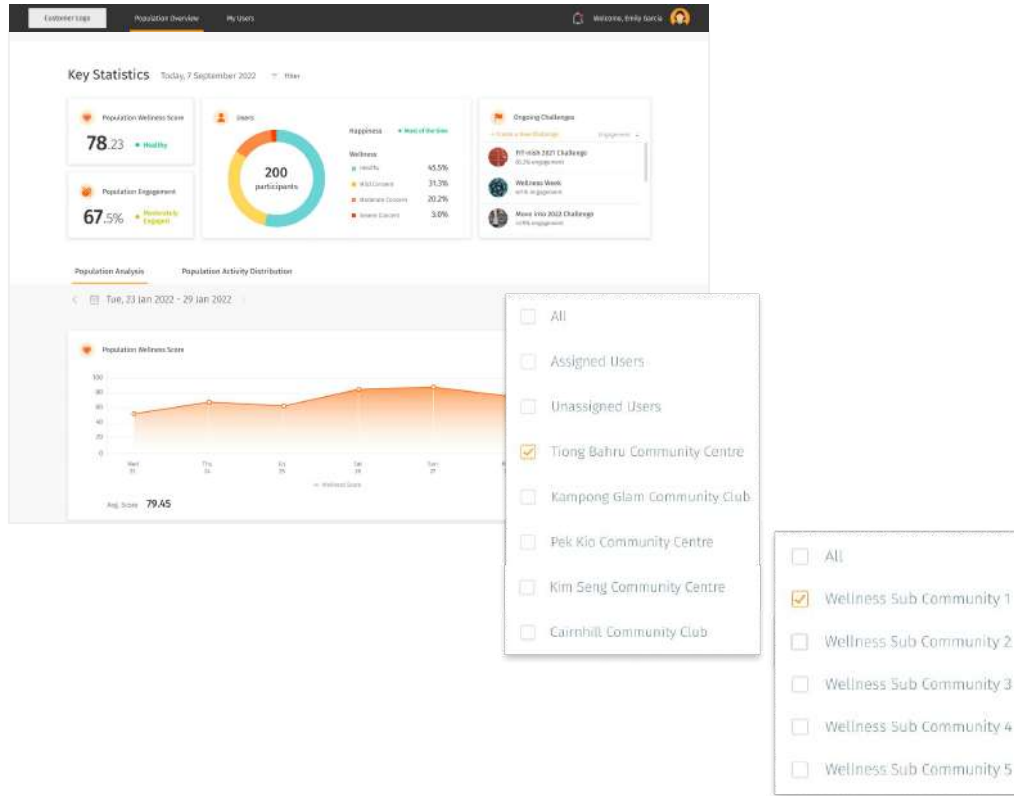 Customer Logo
Population Overview
My Users
Welcome, Emily Garcia
Key Statistics
Today, 7 September 2022
Filter
Population Wellness Score
78.23
Healthy
Population Engagement
67.5%
Moderately
Engaged
Users
200
participants
Happiness
Most of the time
Wellness
Healthy 45.5%
Mild Concern 31.3%
Moderate Concern 20.2%
Severe Concern 3.0%
Ongoing Challenges
+ Create a New Challenge
Engagement
FIT-nish 2021 Challenge
Wellness Week
Move into 2022 Challenge
Population Analysis
Population Activity Distribution
Tue, 23 Jan 2022 - 29 Jan 2022
Population Wellness Score
100
80
60
40
20
0
Wed
Thu
24
Fri
Sat
Sun
27
Wellness Score
Avg. Score 79.45
All
Assigned Users
Unassigned Users
Tiong Bahru Community Centre
Kampong Glam Community Club
Pek Kio Community Centre
Kim Seng Community Centre
Cairnhill Community Club
All
Wellness Sub Community 1
Wellness Sub Community 2
Wellness Sub Community 3
Wellness Sub Community 4
Wellness Sub Community 5